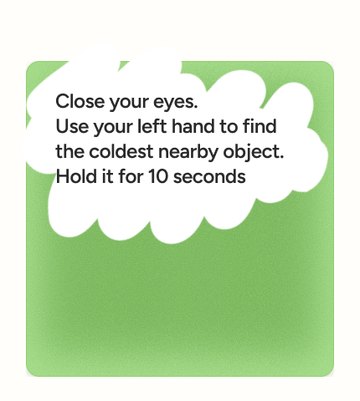 Close your eyes.
Use your left hand to find
the coldest nearby object.
Hold it for 10 seconds